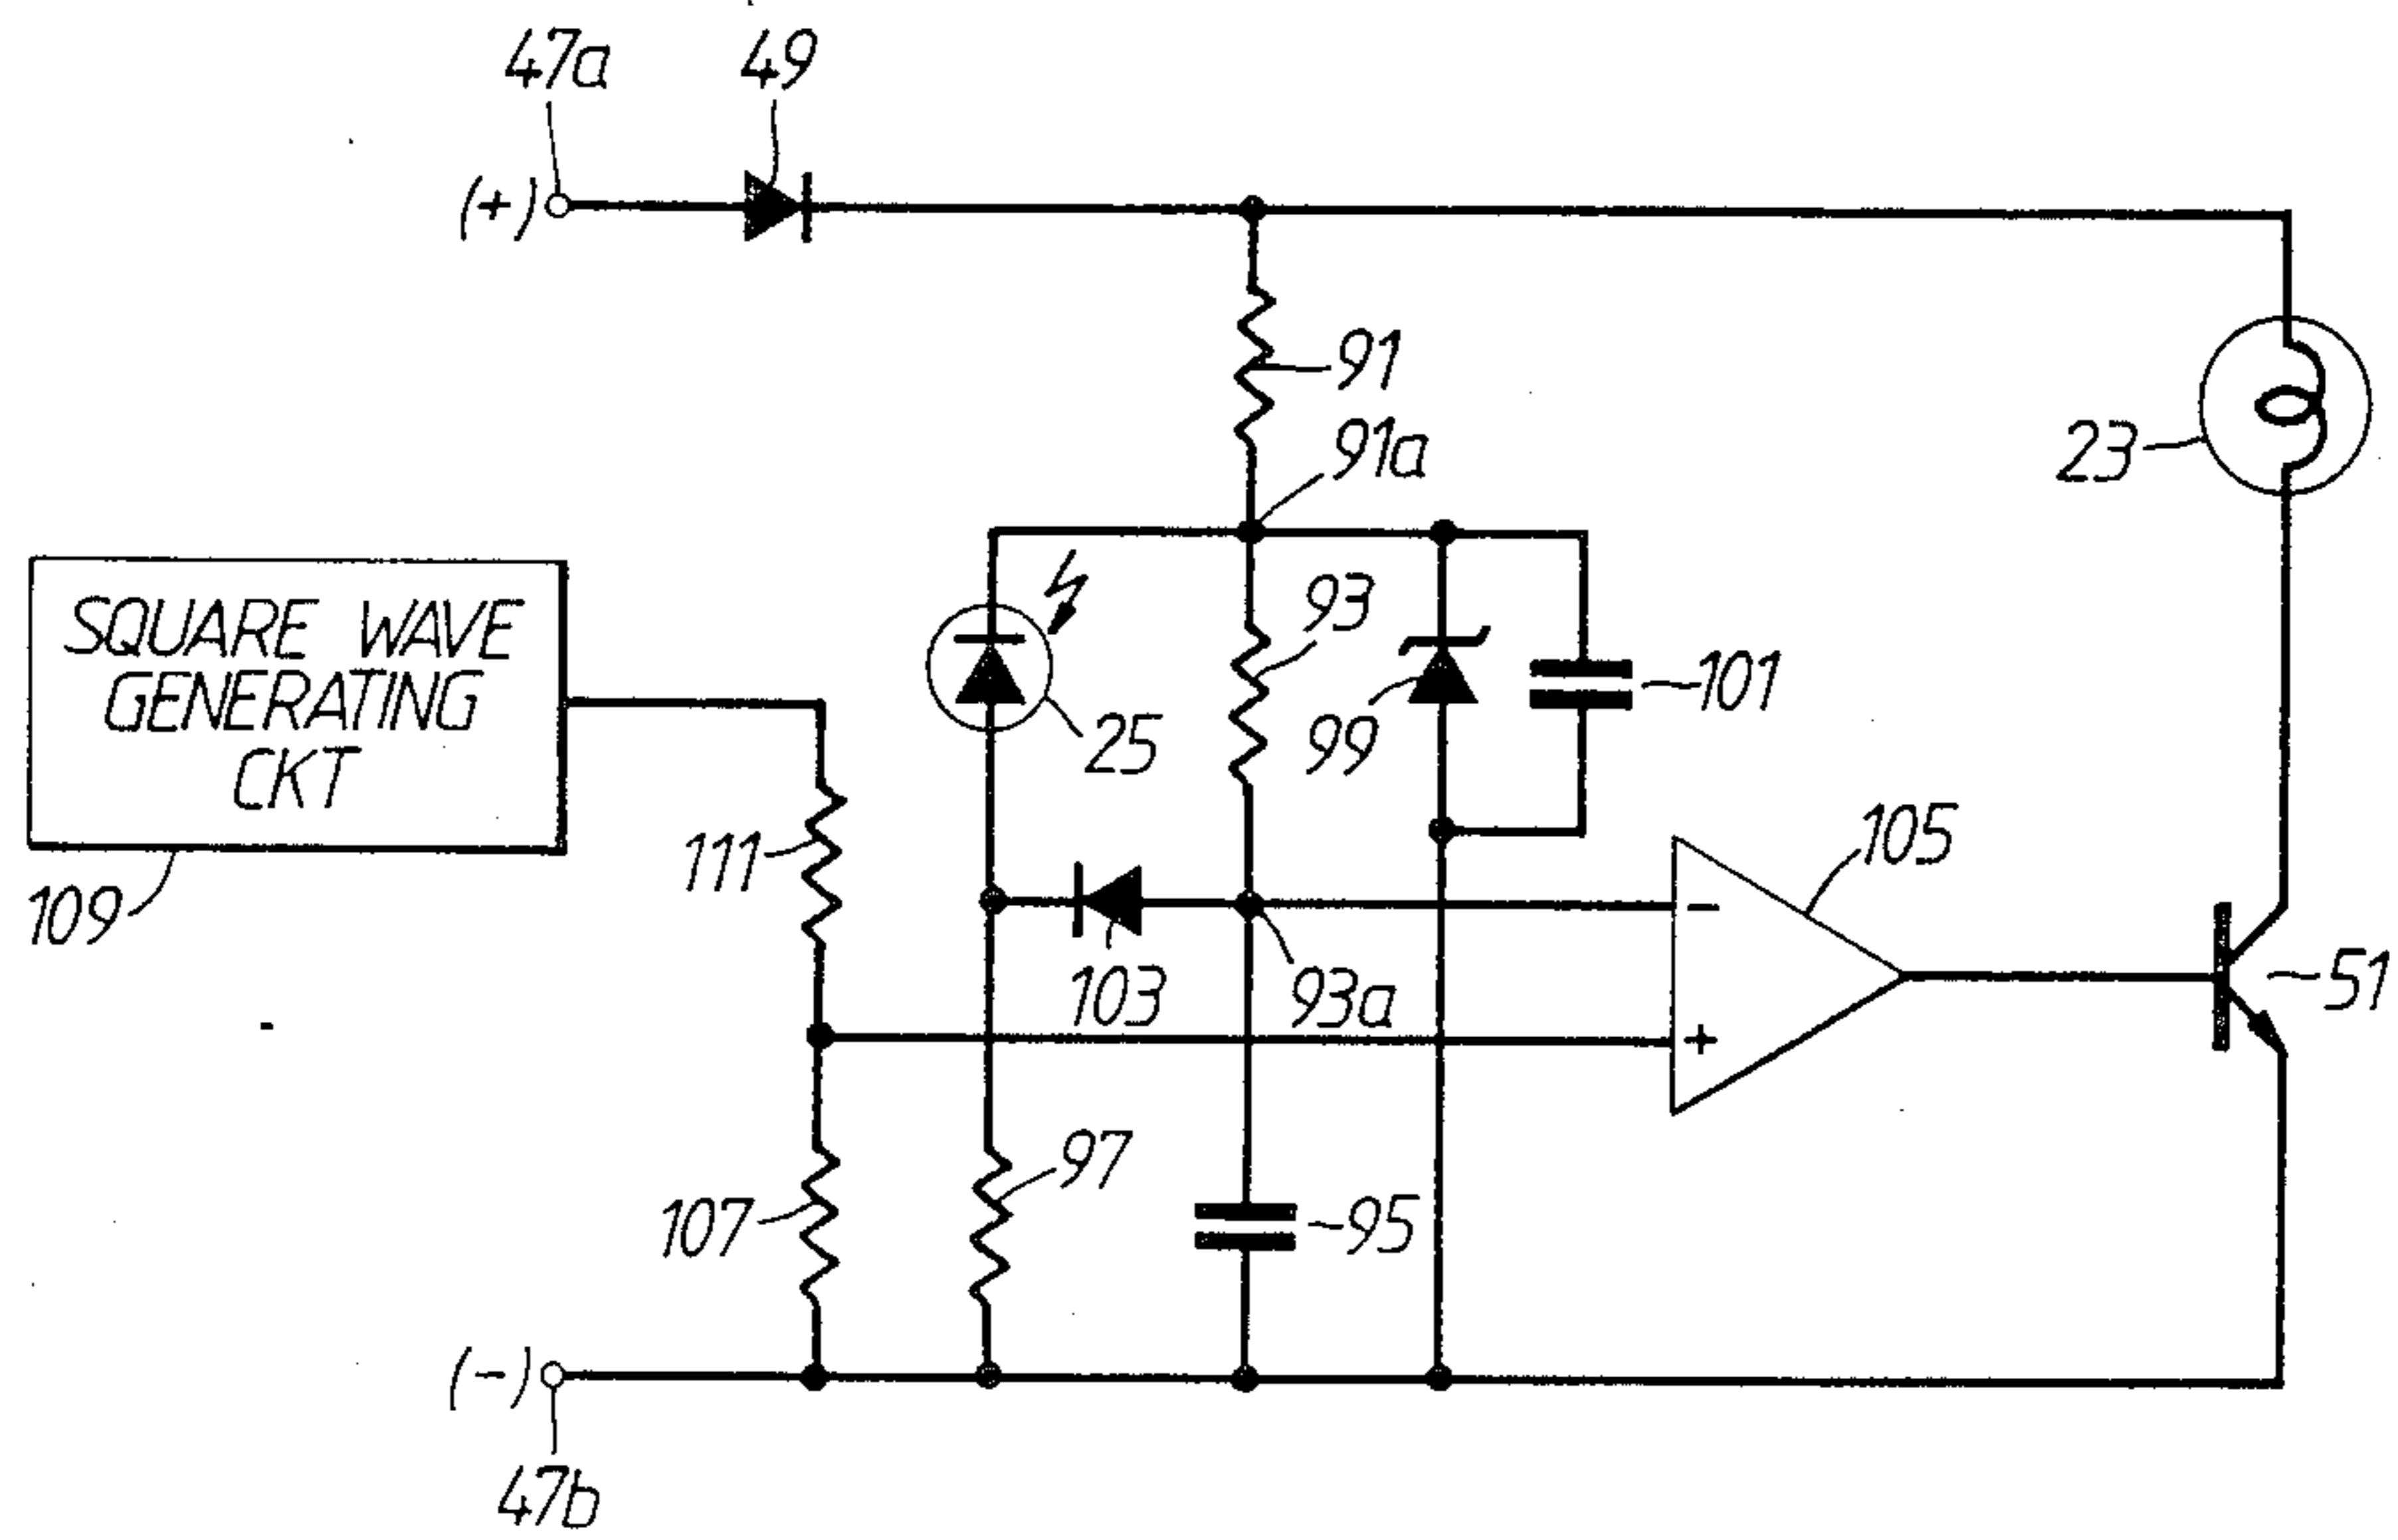 47a
49
(+)
91
91a
23
SQUARE WAVE
GENERATING
CKT
93
101
25
99
105
111
109
103
93a
−
+
51
97
107
95
(-)
47b